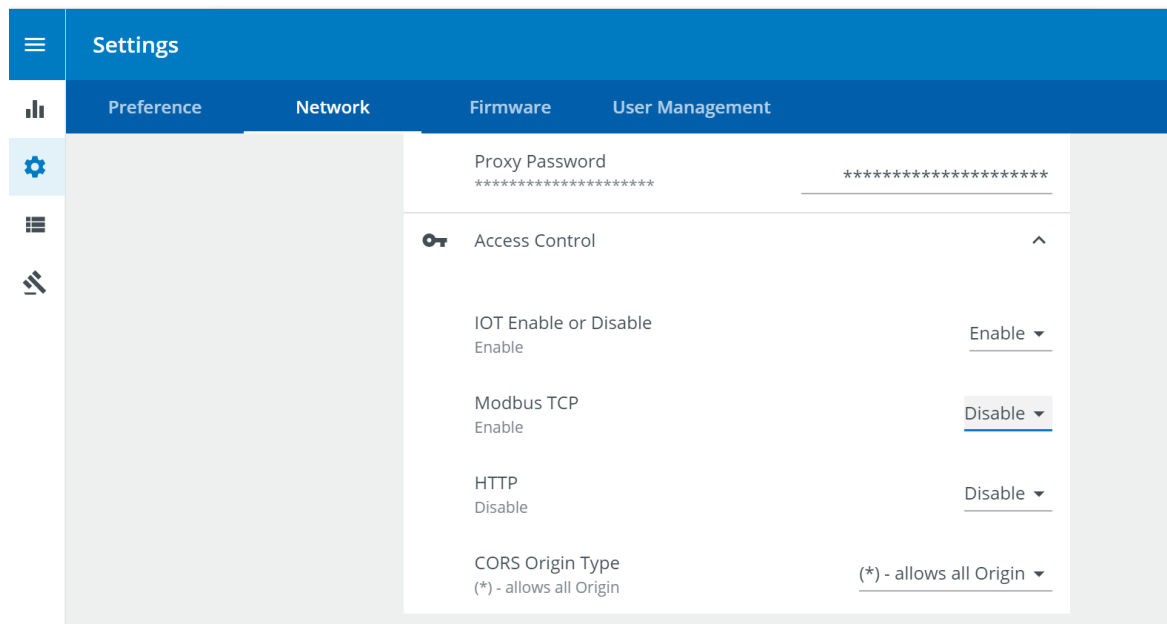 Settings
Preference Network Firmware User Management
Proxy Password
********************* *********************
Access Control
IOT Enable or Disable
Enable Enable
Modbus TCP
Enable Disable
HTTP
Disable Disable
CORS Origin Type
(*) - allows all Origin (*) - allows all Origin